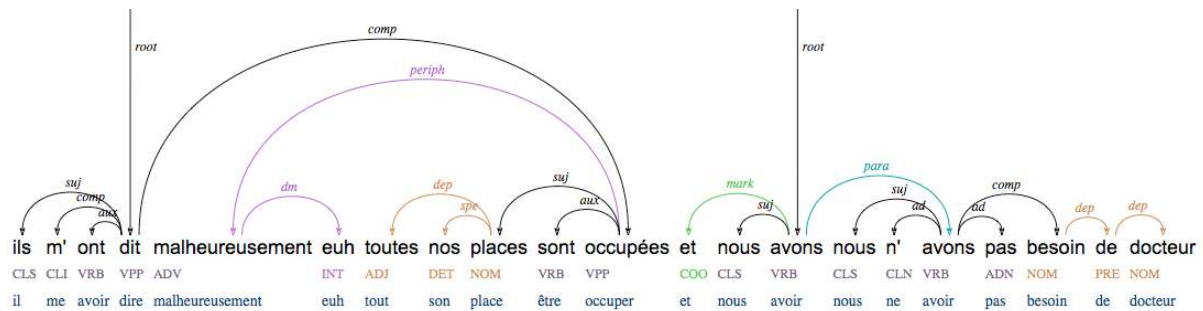 comp
root root
periph
suj dm dep suj mark para comp
comp spe aux suj suj dep dep
aux ad ad
ils m' ont dit malheureusement euh toutes nos places sont occupées et nous avons nous n' avons pas besoin de docteur
CLS CLI VRB VPP ADV INT ADJ DET NOM VRB VPP COO CLS VRB CLS CLN VRB ADN NOM PRE NOM
il me avoir dire malheureusement euh tout son place être occuper et nous avoir nous ne avoir pas besoin de docteur